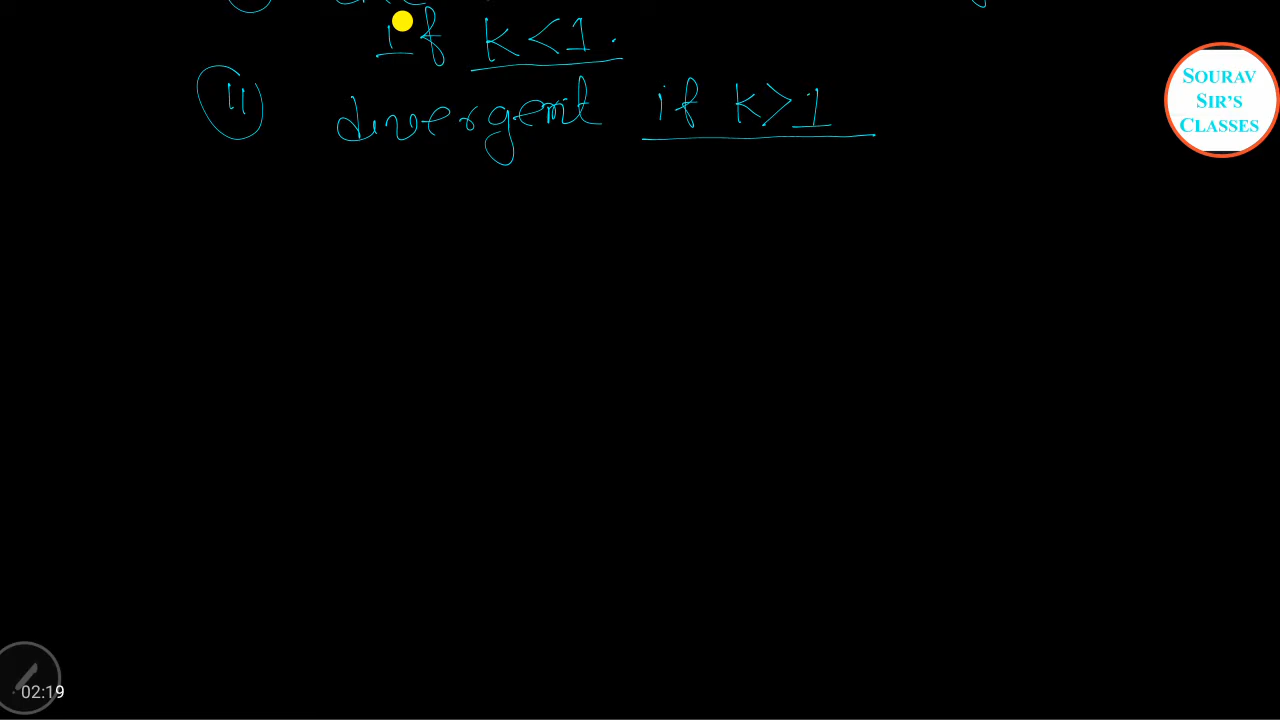 if k < 1.
(ii) divergent if k > 1
SOURAV
SIR'S
CLASSES
02:19